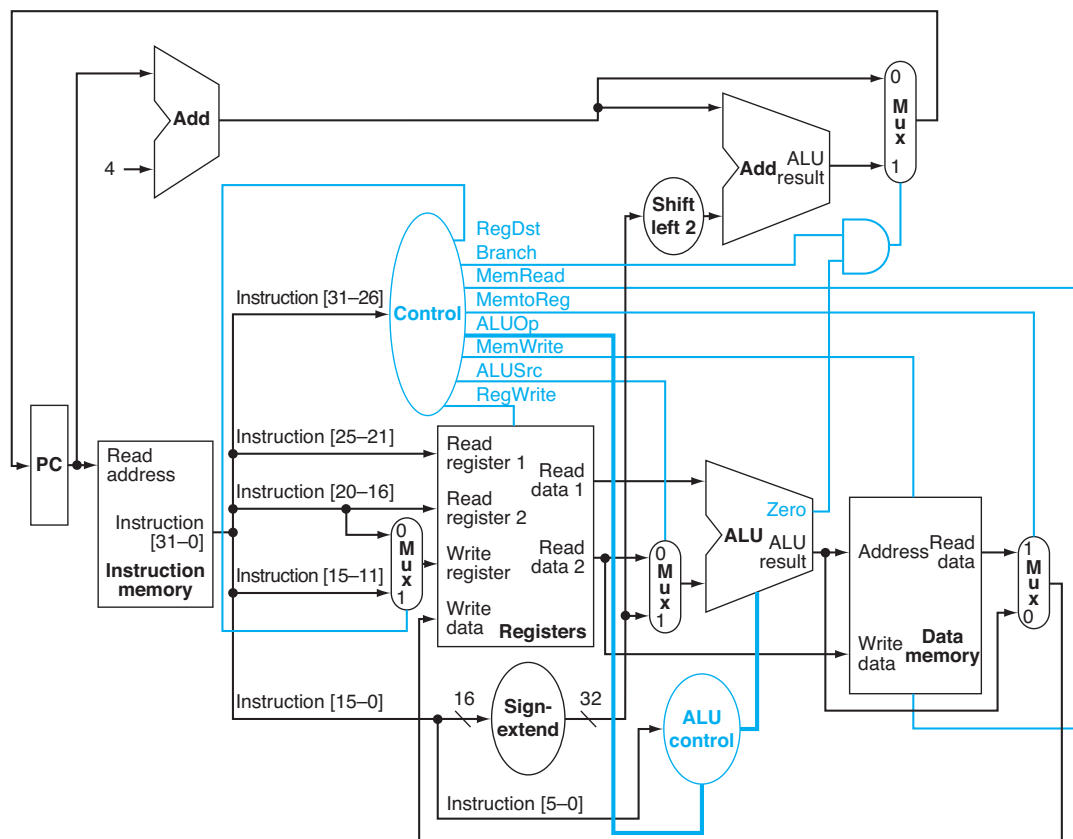 0
M
u
x
1
Add
4
Add
ALU
result
Shift
left 2
RegDst
Branch
MemRead
MemtoReg
ALUOp
MemWrite
ALUSrc
RegWrite
Control
Instruction [31–26]
PC
Read
address
Instruction
[31–0]
Instruction
memory
Instruction [25–21]
Instruction [20–16]
Instruction [15–11]
0
M
u
x
1
Read
register 1
Read
register 2
Write
register
Write
data
Read
data 1
Read
data 2
Registers
0
M
u
x
1
Zero
ALU
ALU
result
Address
Read
data
Write
data
Data
memory
1
M
u
x
0
Instruction [15–0]
16
Sign-
extend
32
ALU
control
Instruction [5–0]